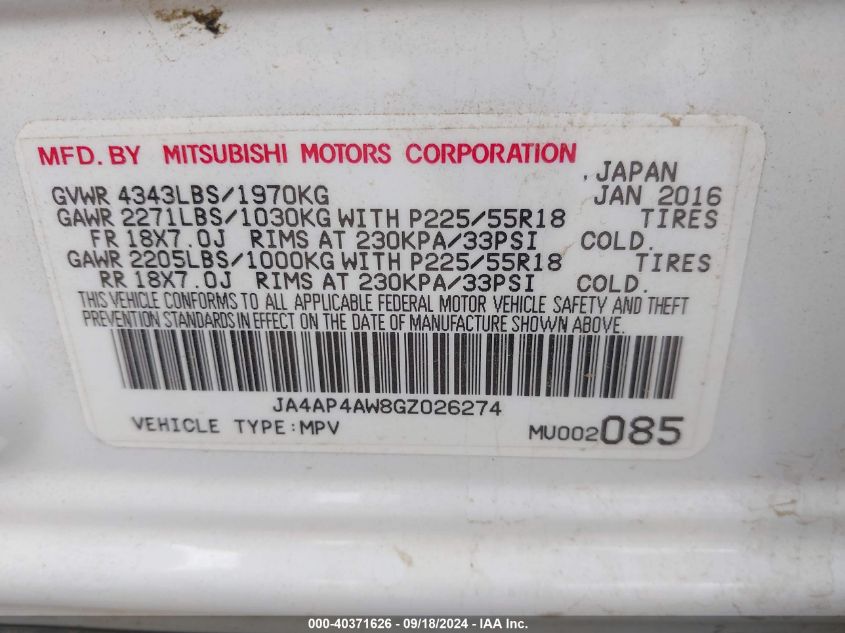 MFD. BY MITSUBISHI MOTORS CORPORATION
, JAPAN
GVWR 4343LBS/1970KG JAN 2016
GAWR 2271LBS/1030KG WITH P225/55R18 TIRES
FR 18X7.0J RIMS AT 230KPA/33PSI COLD.
GAWR 2205LBS/1000KG WITH P225/55R18 TIRES
RR 18X7.0J RIMS AT 230KPA/33PSI COLD.
THIS VEHICLE CONFORMS TO ALL APPLICABLE FEDERAL MOTOR VEHICLE SAFETY AND THEFT
PREVENTION STANDARDS IN EFFECT ON THE DATE OF MANUFACTURE SHOWN ABOVE.
JA4AP4AW8GZ026274
VEHICLE TYPE:MPV MU002085
000-40371626 - 09/18/2024 - IAA Inc.